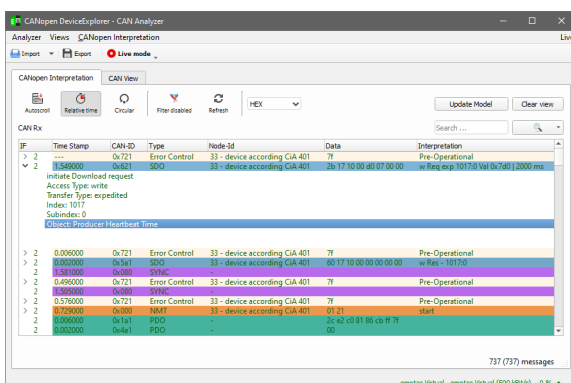 CANopen DeviceExplorer - CAN Analyzer
Analyzer Views CANopen Interpretation Liv
Import Export Live mode
CANopen Interpretation CAN View
Autoscroll Relative time Circular Filter disabled Refresh HEX Update Model Clear view
CAN Rx Search ...
IF Time Stamp CAN-ID Type Node-Id Data Interpretation
> 2 --- 0x721 Error Control 33 - device according CiA 401 7f Pre-Operational
2 1.549000 0x621 SDO 33 - device according CiA 401 2b 17 10 00 d0 07 00 00 w Req exp 1017:0 Val 0x7d0 | 2000 ms
initiate Download request
Access Type: write
Transfer Type: expedited
Index: 1017
Subindex: 0
Object: Producer Heartbeat Time
> 2 0.006000 0x721 Error Control 33 - device according CiA 401 7f Pre-Operational
> 2 0.002000 0x5a1 SDO 33 - device according CiA 401 60 17 10 00 00 00 00 00 w Res - 1017:0
2 1.581000 0x080 SYNC -
> 2 0.496000 0x721 Error Control 33 - device according CiA 401 7f Pre-Operational
2 1.505000 0x080 SYNC -
> 2 0.576000 0x721 Error Control 33 - device according CiA 401 7f Pre-Operational
> 2 0.729000 0x000 NMT 33 - device according CiA 401 01 21 start
2 0.006000 0x1a1 PDO - 2c e2 c0 81 86 cb ff 7f
2 0.002000 0x4a1 PDO - 00
737 (737) messages